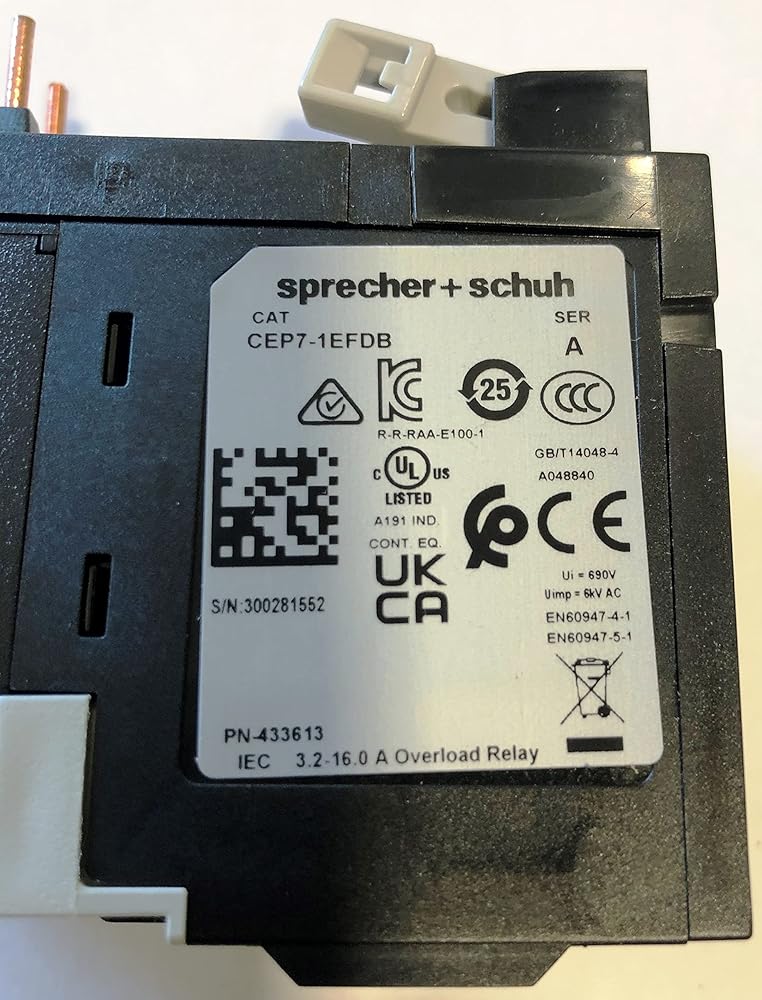 sprecher+schuh
CAT SER
CEP7-1EFDB A
25 CCC
R-R-RAA-E100-1
GB/T14048-4
A048840
C UL US
LISTED
A191 IND.
CONT. EQ.
CE
UK
CA
Ui = 690V
Uimp = 6kV AC
S/N:300281552
EN60947-4-1
EN60947-5-1
PN-433613
IEC 3.2-16.0 A Overload Relay